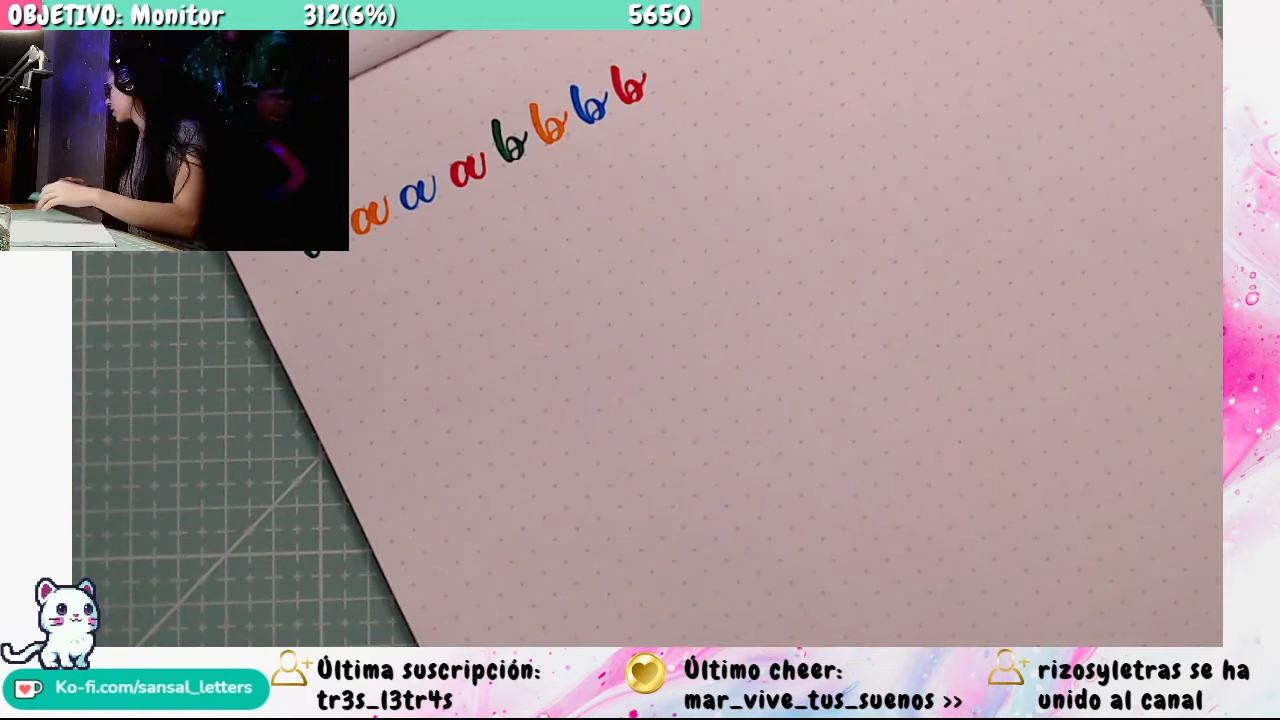 OBJETIVO: Monitor 312(6%) 5650
a a a b b b b
Ko-fi.com/sansal_letters
Última suscripción:
tr3s_l3tr4s
Último cheer:
mar_vive_tus_suenos >>
rizosyletras se ha
unido al canal